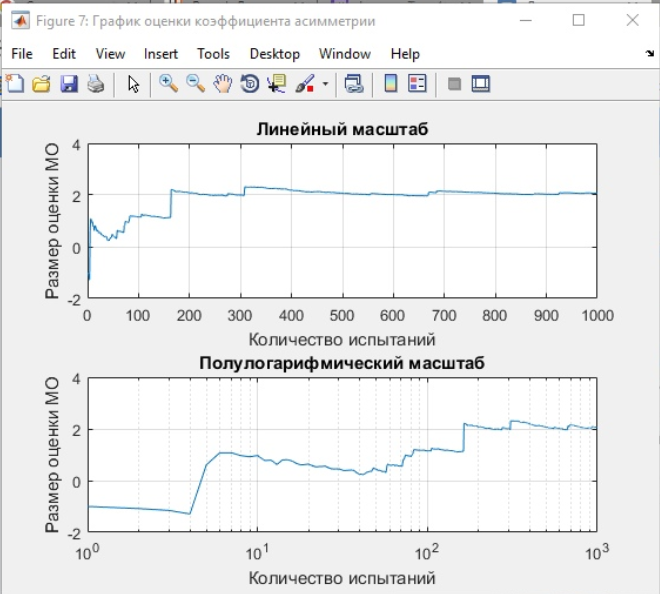 Figure 7: График оценки коэффициента асимметрии
File Edit View Insert Tools Desktop Window Help
Линейный масштаб
4
2
0
-2
Размер оценки МО
0 100 200 300 400 500 600 700 800 900 1000
Количество испытаний
Полулогарифмический масштаб
4
2
0
-2
Размер оценки МО
10^0 10^1 10^2 10^3
Количество испытаний